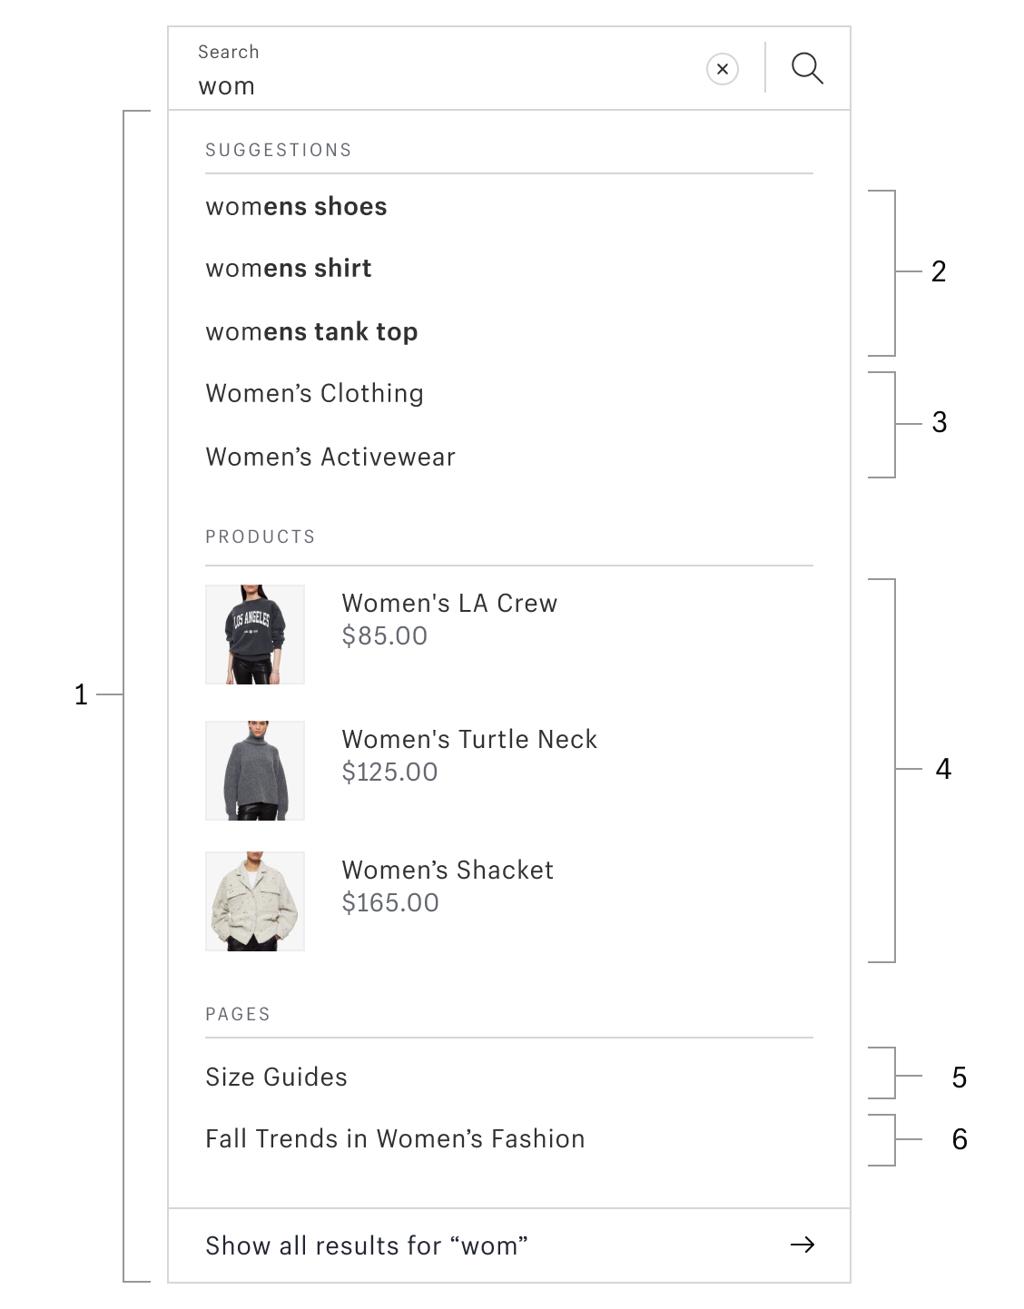 Search
wom
SUGGESTIONS
womens shoes
2
womens shirt
womens tank top
Women’s Clothing
3
Women’s Activewear
PRODUCTS
LOS ANGELES
Women's LA Crew
$85.00
1
Women's Turtle Neck
$125.00
4
Women’s Shacket
$165.00
PAGES
Size Guides
5
Fall Trends in Women’s Fashion
6
Show all results for “wom”